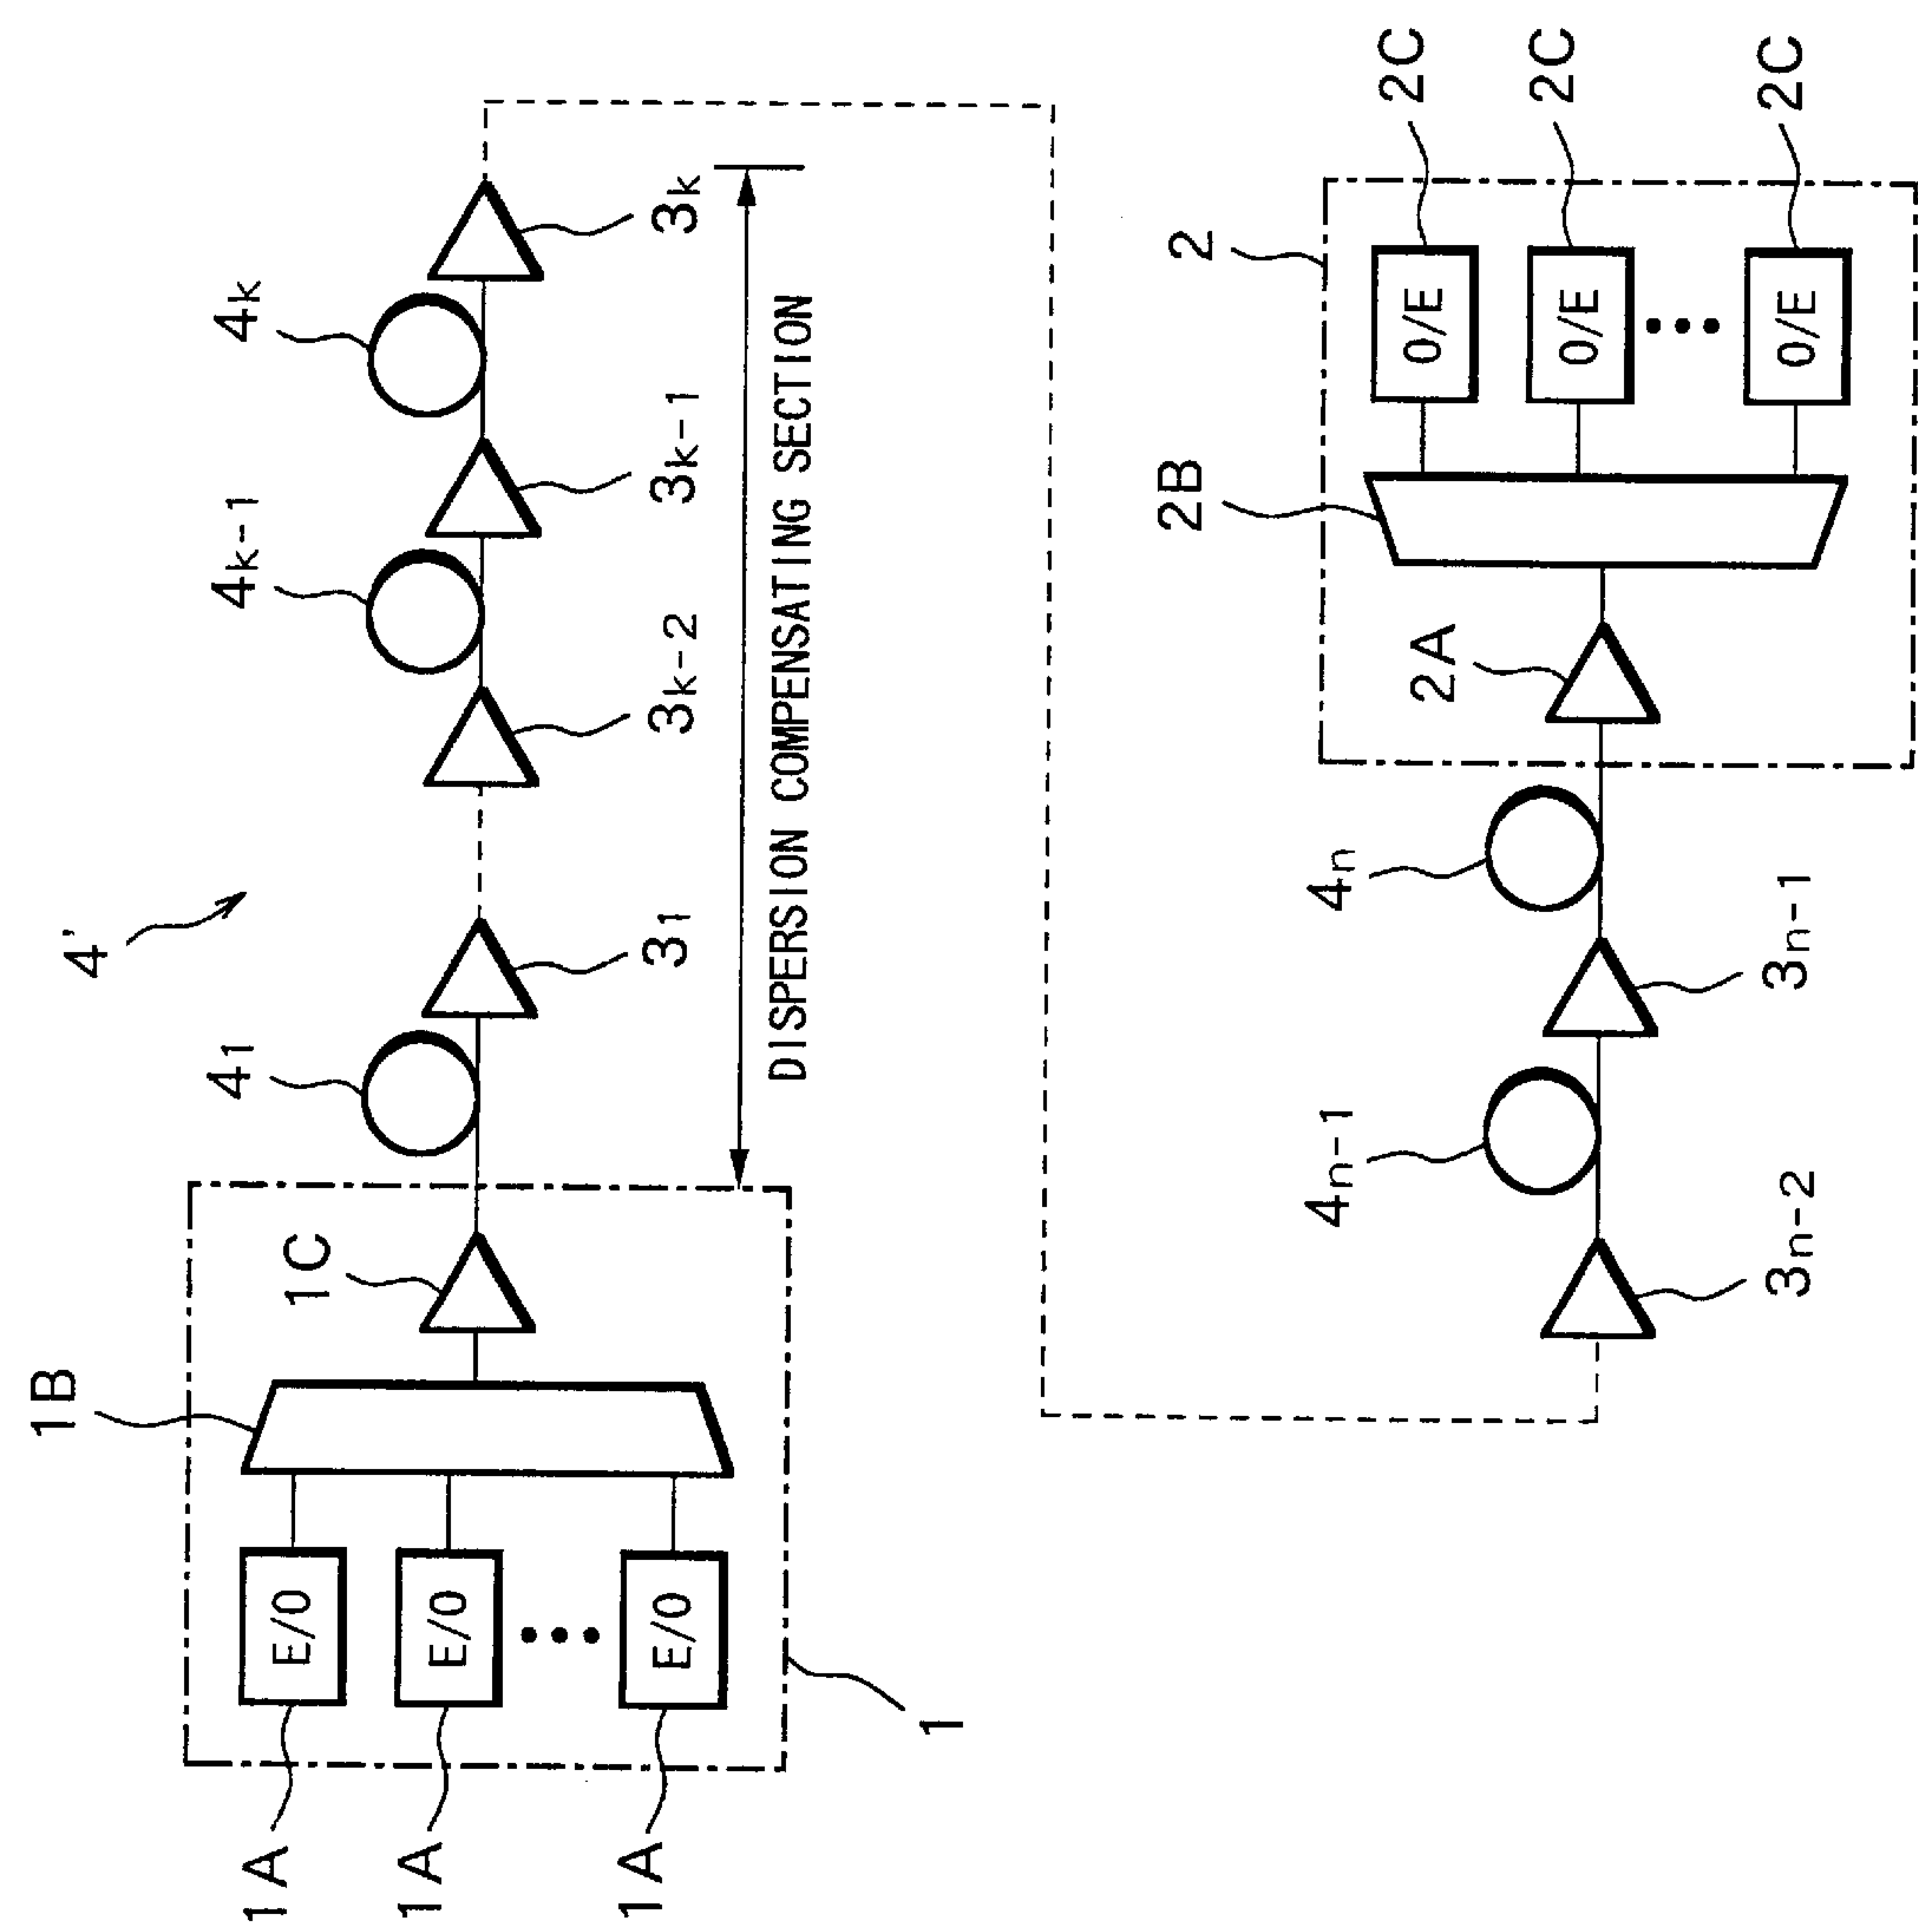 4'
1B
1C
4₁
4ₖ₋₁
4ₖ
1A
E/O
1A
E/O
1A
E/O
3₁
3ₖ₋₂
3ₖ₋₁
3ₖ
DISPERSION COMPENSATING SECTION
1
4ₙ₋₁
4ₙ
2A
2B
2
O/E
2C
O/E
2C
O/E
2C
3ₙ₋₂
3ₙ₋₁